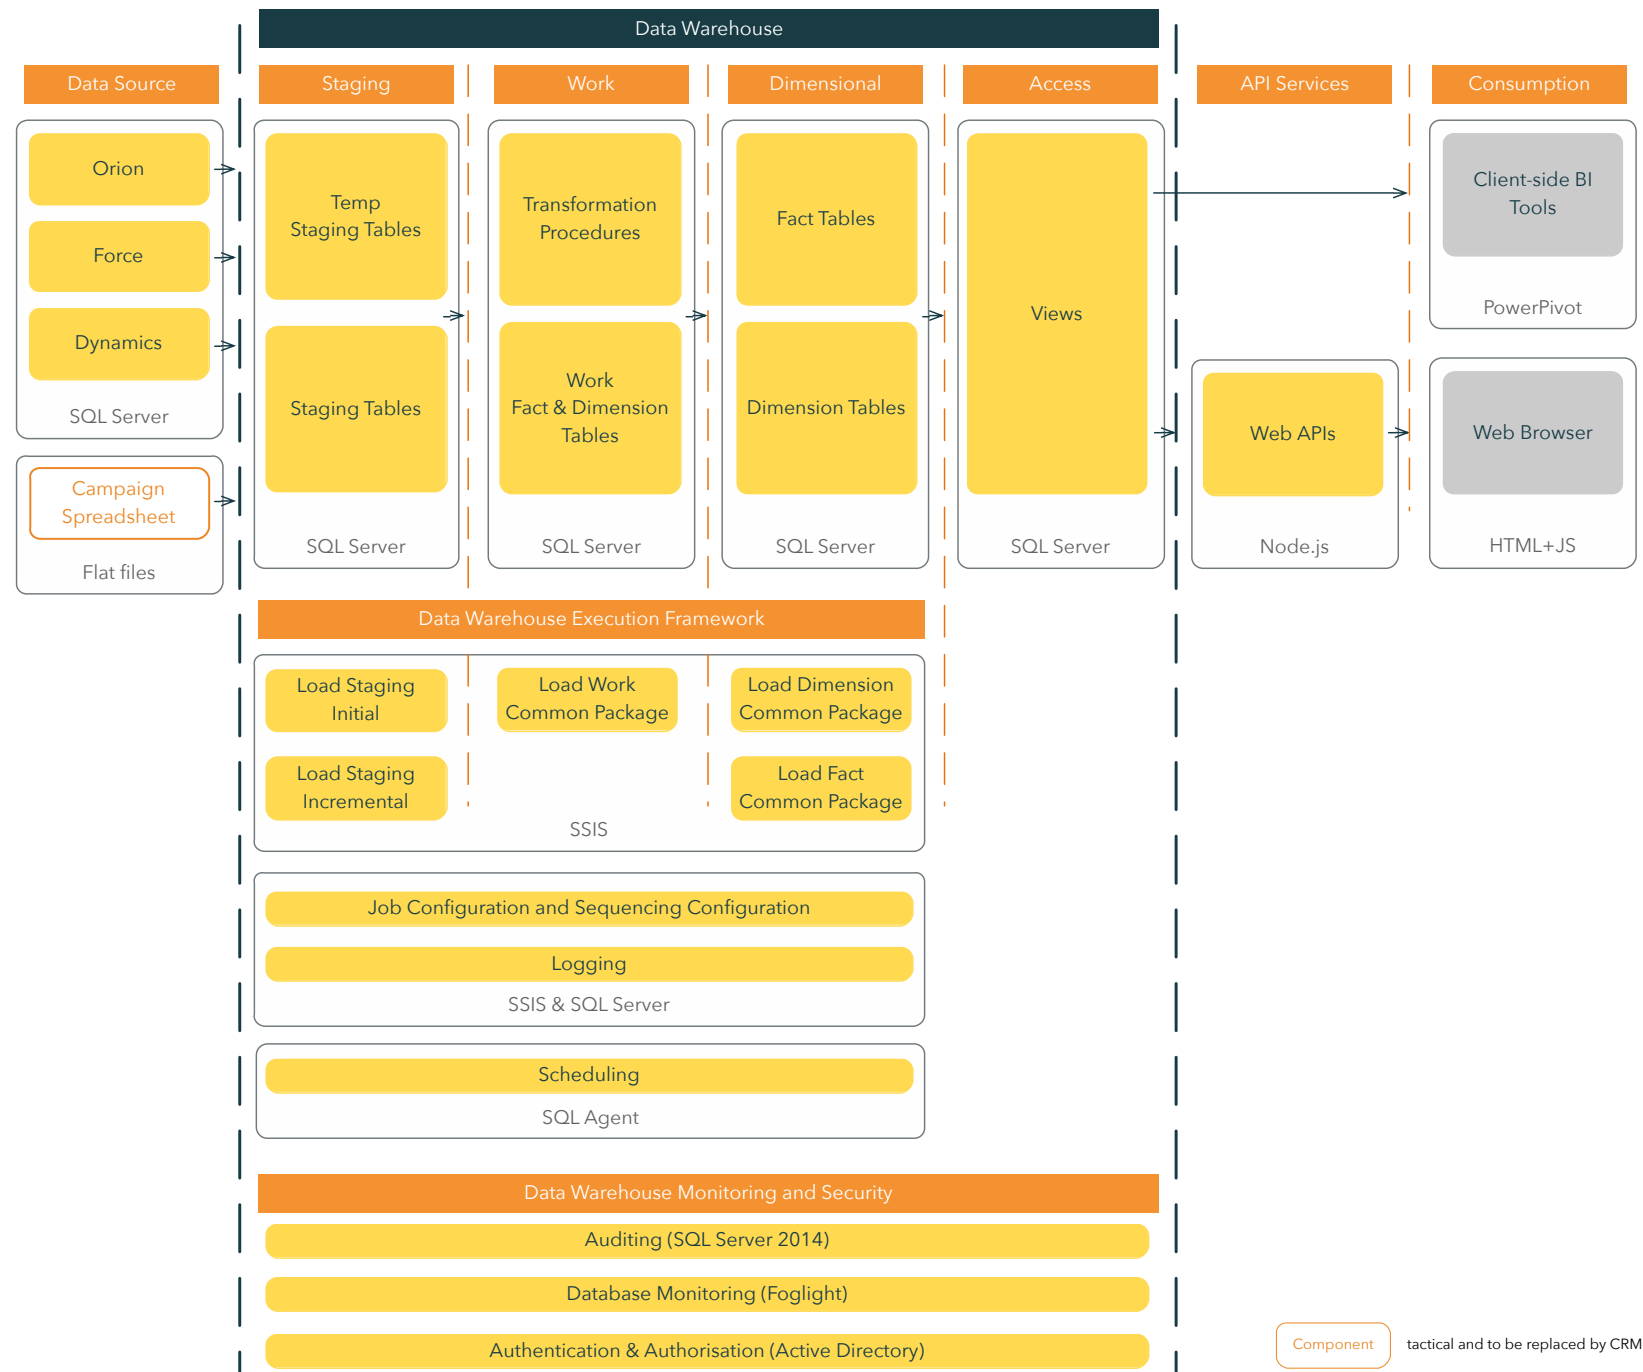 Data Warehouse
Data Source
Staging
Work
Dimensional
Access
API Services
Consumption
Orion
Force
Dynamics
SQL Server
Campaign
Spreadsheet
Flat files
Temp
Staging Tables
Staging Tables
SQL Server
Transformation
Procedures
Work
Fact & Dimension
Tables
SQL Server
Fact Tables
Dimension Tables
SQL Server
Views
SQL Server
Web APIs
Node.js
Client-side BI
Tools
PowerPivot
Web Browser
HTML+JS
Data Warehouse Execution Framework
Load Staging
Initial
Load Staging
Incremental
Load Work
Common Package
Load Dimension
Common Package
Load Fact
Common Package
SSIS
Job Configuration and Sequencing Configuration
Logging
SSIS & SQL Server
Scheduling
SQL Agent
Data Warehouse Monitoring and Security
Auditing (SQL Server 2014)
Database Monitoring (Foglight)
Authentication & Authorisation (Active Directory)
Component
tactical and to be replaced by CRM